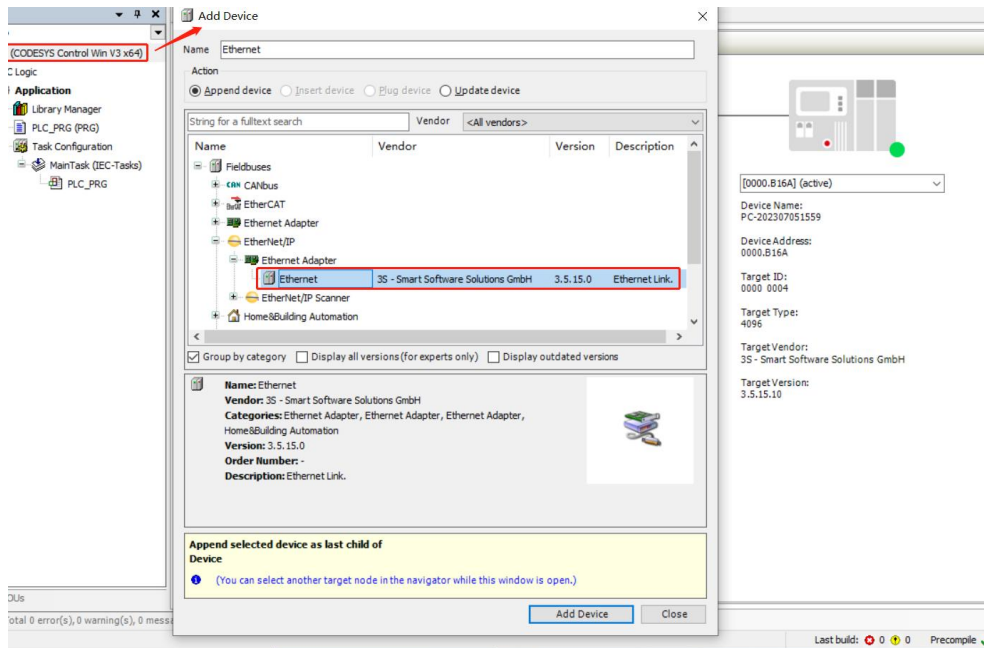 Add Device
(CODESYS Control Win V3 x64)
C Logic
Application
Library Manager
PLC_PRG (PRG)
Task Configuration
MainTask (IEC-Tasks)
PLC_PRG
Name Ethernet
Action
Append device Insert device Plug device Update device
String for a fulltext search Vendor <All vendors>
Name Vendor Version Description
Fieldbuses
CAN CANbus
EtherCAT
Ethernet Adapter
EtherNet/IP
Ethernet Adapter
Ethernet 3S - Smart Software Solutions GmbH 3.5.15.0 Ethernet Link.
EtherNet/IP Scanner
Home&Building Automation
Group by category Display all versions (for experts only) Display outdated versions
Name: Ethernet
Vendor: 3S - Smart Software Solutions GmbH
Categories: Ethernet Adapter, Ethernet Adapter, Ethernet Adapter,
Home&Building Automation
Version: 3.5.15.0
Order Number: -
Description: Ethernet Link.
Append selected device as last child of
Device
(You can select another target node in the navigator while this window is open.)
Add Device Close
[0000.B16A] (active)
Device Name:
PC-202307051559
Device Address:
0000.B16A
Target ID:
0000 0004
Target Type:
4096
Target Vendor:
3S - Smart Software Solutions GmbH
Target Version:
3.5.15.10
OUs
otal 0 error(s), 0 warning(s), 0 mess
Last build: 0 0 Precompile